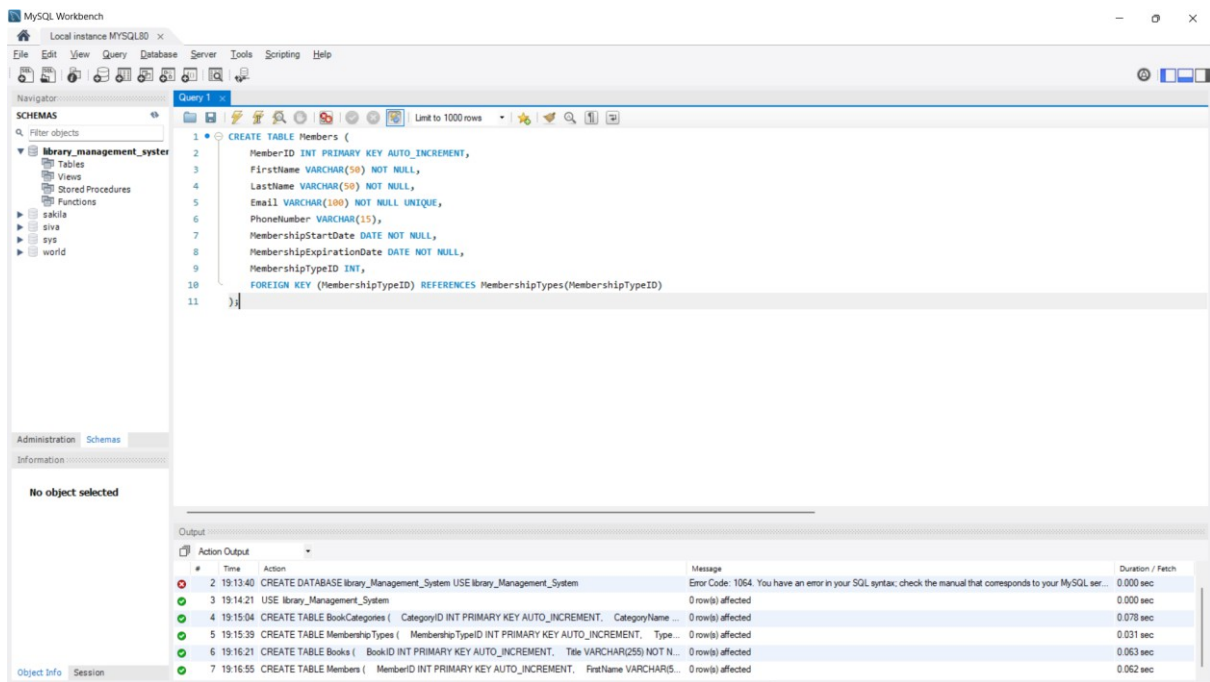 MySQL Workbench
Local instance MYSQL80 ×
File Edit View Query Database Server Tools Scripting Help
Navigator
Query 1 ×
SCHEMAS
Limit to 1000 rows
Filter objects
library_management_syster
Tables
Views
Stored Procedures
Functions
sakila
siva
sys
world
1 CREATE TABLE Members (
2 MemberID INT PRIMARY KEY AUTO_INCREMENT,
3 FirstName VARCHAR(50) NOT NULL,
4 LastName VARCHAR(50) NOT NULL,
5 Email VARCHAR(100) NOT NULL UNIQUE,
6 PhoneNumber VARCHAR(15),
7 MembershipStartDate DATE NOT NULL,
8 MembershipExpirationDate DATE NOT NULL,
9 MembershipTypeID INT,
10 FOREIGN KEY (MembershipTypeID) REFERENCES MembershipTypes(MembershipTypeID)
11 );
Administration Schemas
Information
No object selected
Object Info Session
Output
Action Output
# Time Action Message Duration / Fetch
2 19:13:40 CREATE DATABASE library_Management_System USE library_Management_System Error Code: 1064. You have an error in your SQL syntax; check the manual that corresponds to your MySQL ser... 0.000 sec
3 19:14:21 USE library_Management_System 0 row(s) affected 0.000 sec
4 19:15:04 CREATE TABLE BookCategories ( CategoryID INT PRIMARY KEY AUTO_INCREMENT, CategoryName ... 0 row(s) affected 0.078 sec
5 19:15:39 CREATE TABLE MembershipTypes ( MembershipTypeID INT PRIMARY KEY AUTO_INCREMENT, Type... 0 row(s) affected 0.031 sec
6 19:16:21 CREATE TABLE Books ( BookID INT PRIMARY KEY AUTO_INCREMENT, Title VARCHAR(255) NOT N... 0 row(s) affected 0.063 sec
7 19:16:55 CREATE TABLE Members ( MemberID INT PRIMARY KEY AUTO_INCREMENT, FirstName VARCHAR(5... 0 row(s) affected 0.062 sec